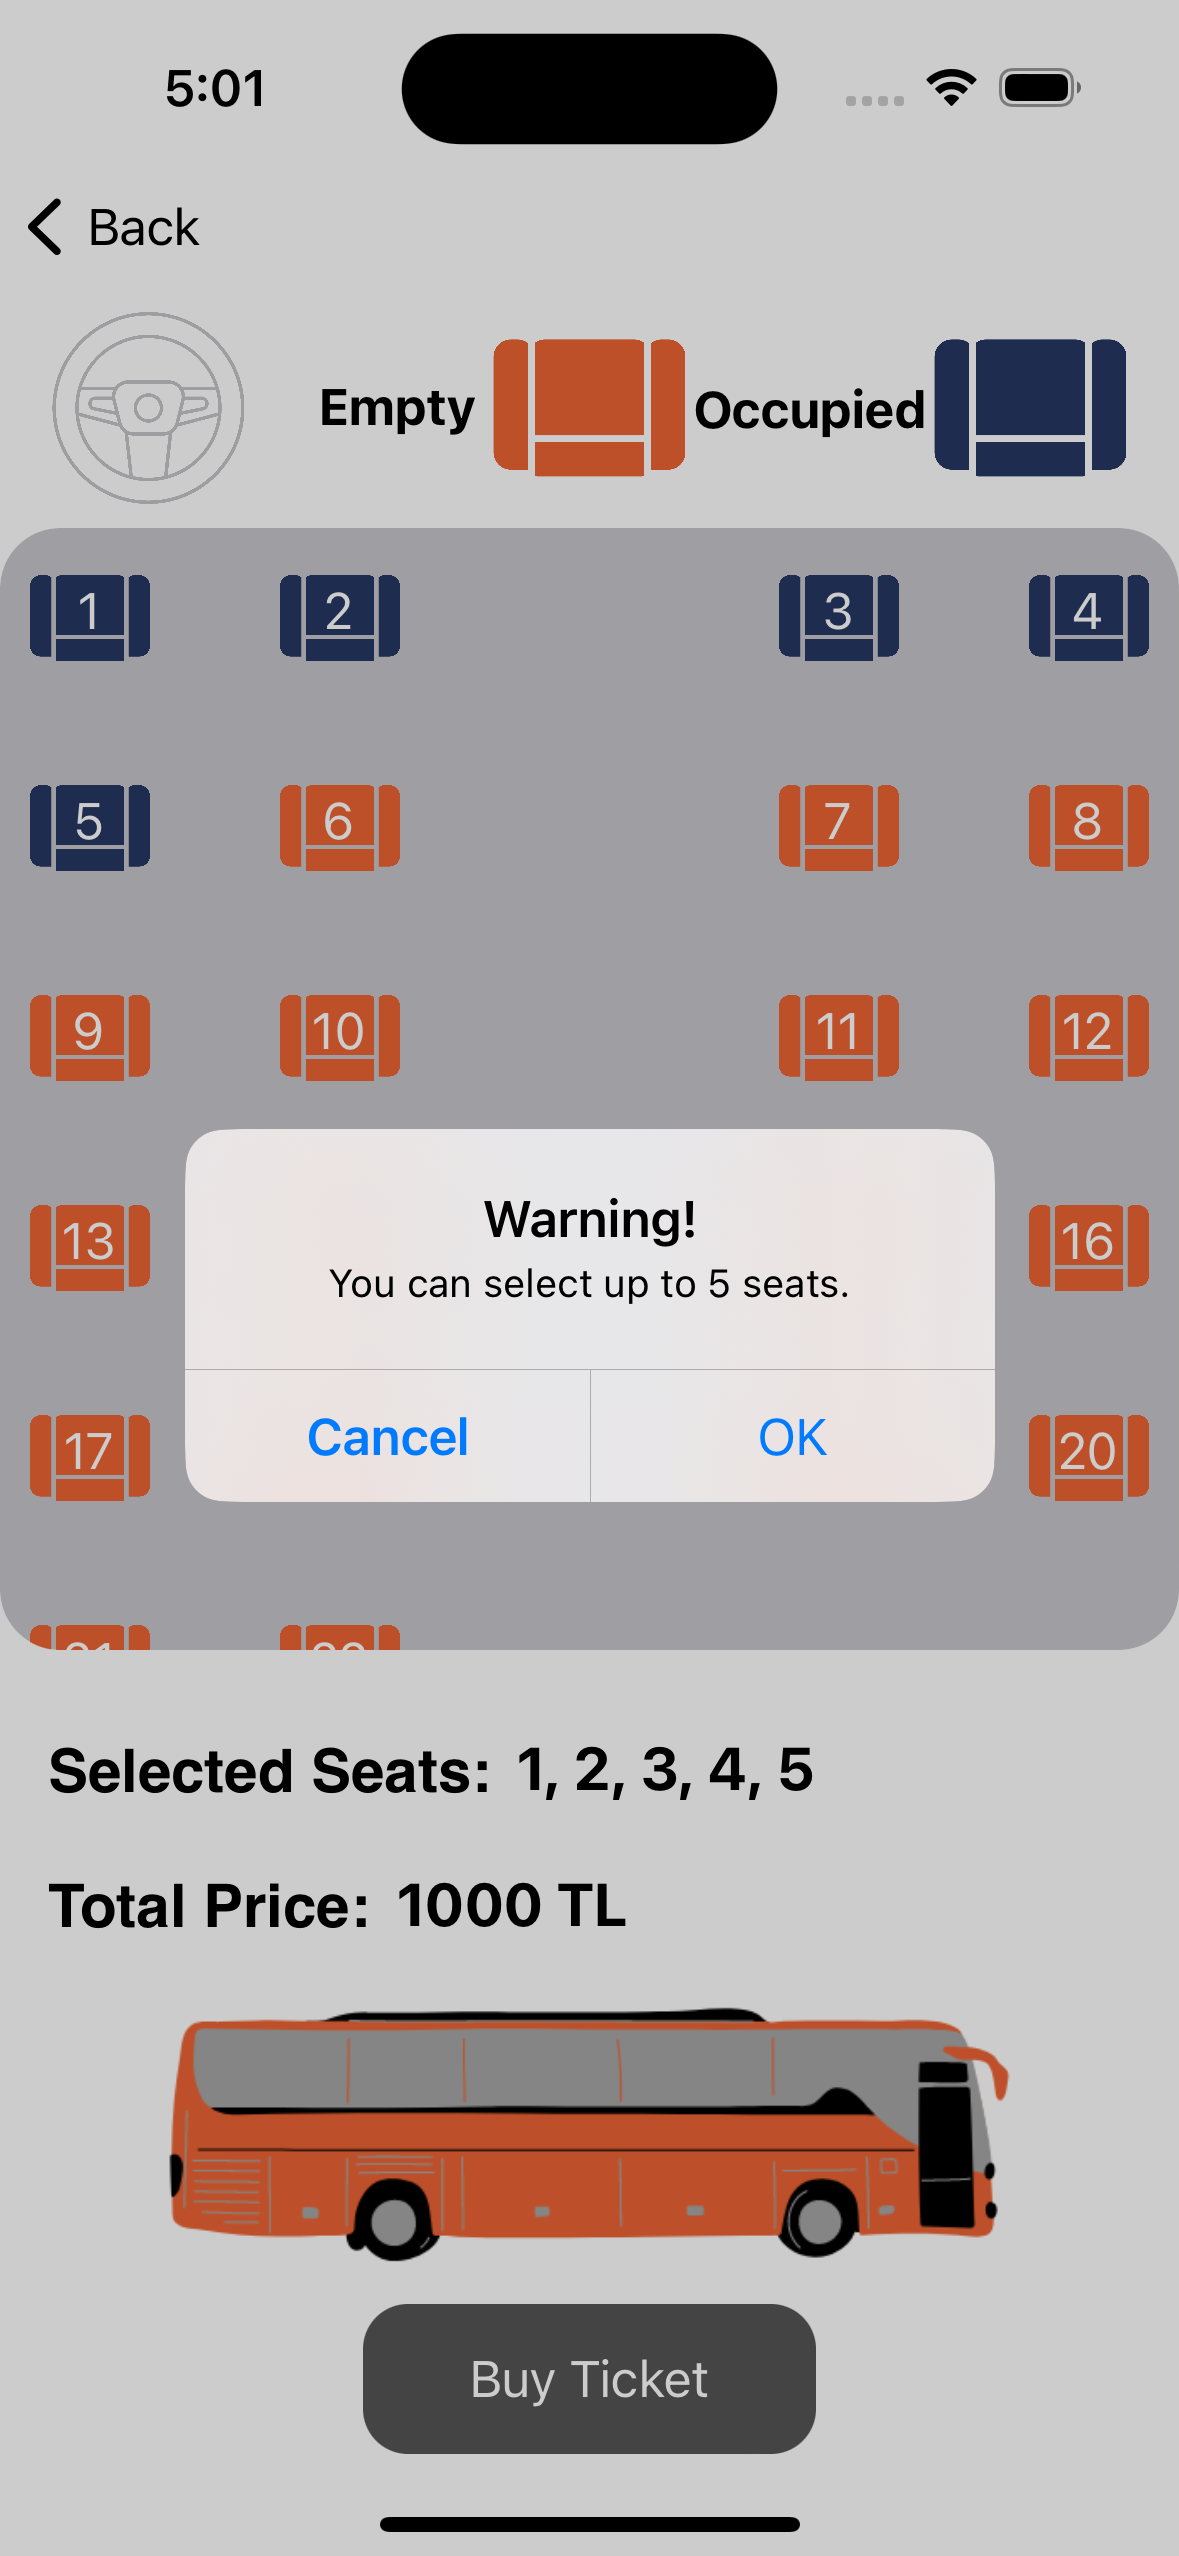 5:01
Back
Empty
Occupied
1 2 3 4
5 6 7 8
9 10 11 12
13 16
17 20
Warning!
You can select up to 5 seats.
Cancel OK
Selected Seats: 1, 2, 3, 4, 5
Total Price: 1000 TL
Buy Ticket